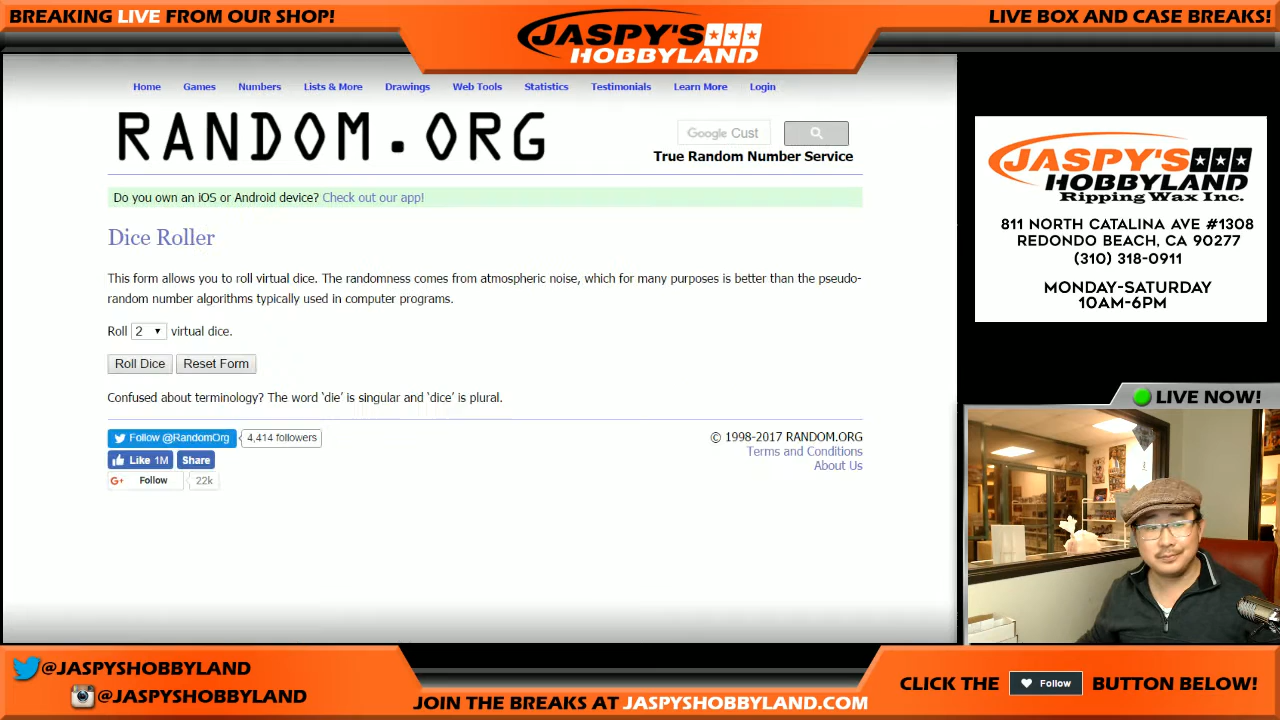 BREAKING LIVE FROM OUR SHOP!
JASPY'S
HOBBYLAND
LIVE BOX AND CASE BREAKS!
Home Games Numbers Lists & More Drawings Web Tools Statistics Testimonials Learn More Login
RANDOM.ORG
Google Cust
True Random Number Service
Do you own an iOS or Android device? Check out our app!
Dice Roller
This form allows you to roll virtual dice. The randomness comes from atmospheric noise, which for many purposes is better than the pseudo-
random number algorithms typically used in computer programs.
Roll 2 virtual dice.
Roll Dice Reset Form
Confused about terminology? The word ‘die’ is singular and ‘dice’ is plural.
Follow @RandomOrg 4,414 followers
Like 1M Share
G+ Follow 22k
© 1998-2017 RANDOM.ORG
Terms and Conditions
About Us
JASPY'S
HOBBYLAND
Ripping Wax Inc.
811 NORTH CATALINA AVE #1308
REDONDO BEACH, CA 90277
(310) 318-0911
MONDAY-SATURDAY
10AM-6PM
LIVE NOW!
@JASPYSHOBBYLAND
@JASPYSHOBBYLAND
JOIN THE BREAKS AT JASPYSHOBBYLAND.COM
CLICK THE Follow BUTTON BELOW!